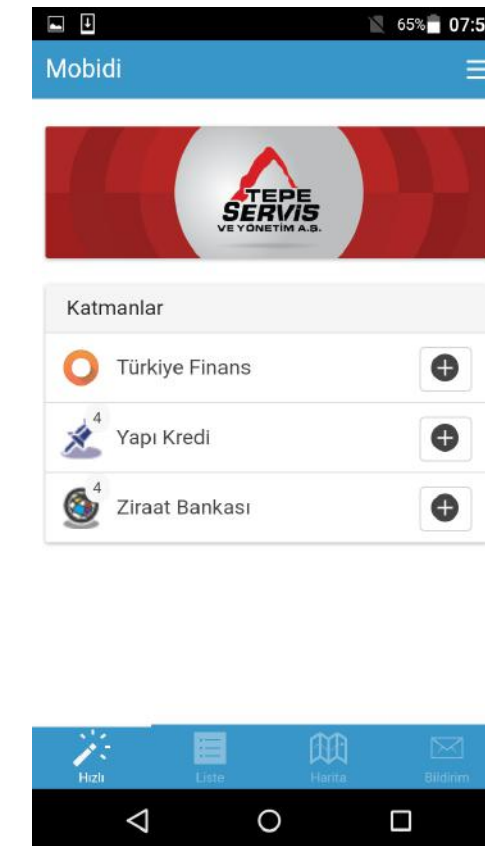 65% 07:5
Mobidi
TEPE
SERVİS
VE YÖNETİM A.Ş.
Katmanlar
Türkiye Finans
4
Yapı Kredi
4
Ziraat Bankası
Hızlı Liste Harita Bildirim